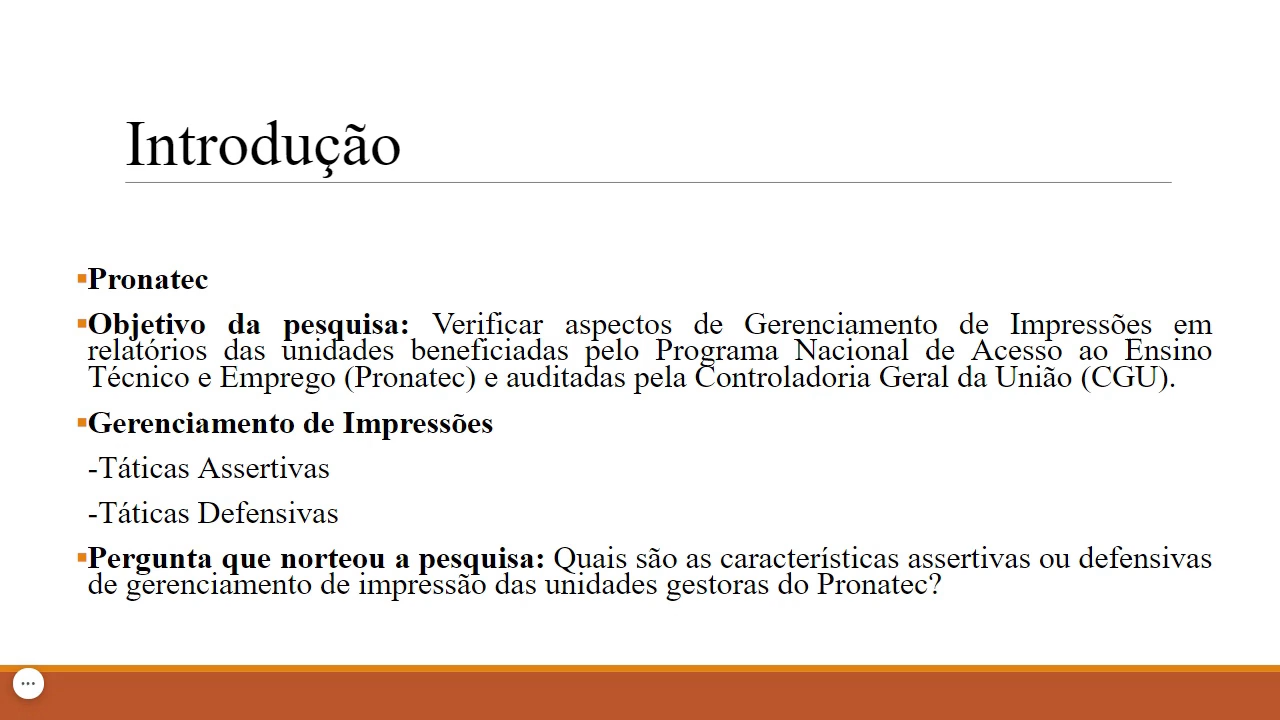 Introdução
▪Pronatec
▪Objetivo da pesquisa: Verificar aspectos de Gerenciamento de Impressões em
relatórios das unidades beneficiadas pelo Programa Nacional de Acesso ao Ensino
Técnico e Emprego (Pronatec) e auditadas pela Controladoria Geral da União (CGU).
▪Gerenciamento de Impressões
-Táticas Assertivas
-Táticas Defensivas
▪Pergunta que norteou a pesquisa: Quais são as características assertivas ou defensivas
de gerenciamento de impressão das unidades gestoras do Pronatec?